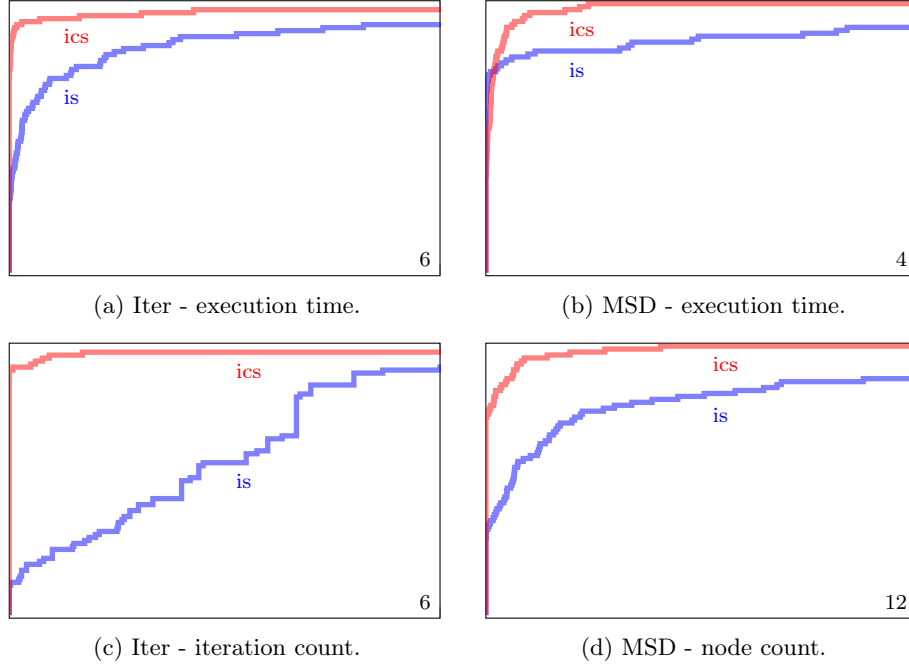 ics
is
6
(a) Iter - execution time.
ics
is
4
(b) MSD - execution time.
ics
is
6
(c) Iter - iteration count.
ics
is
12
(d) MSD - node count.